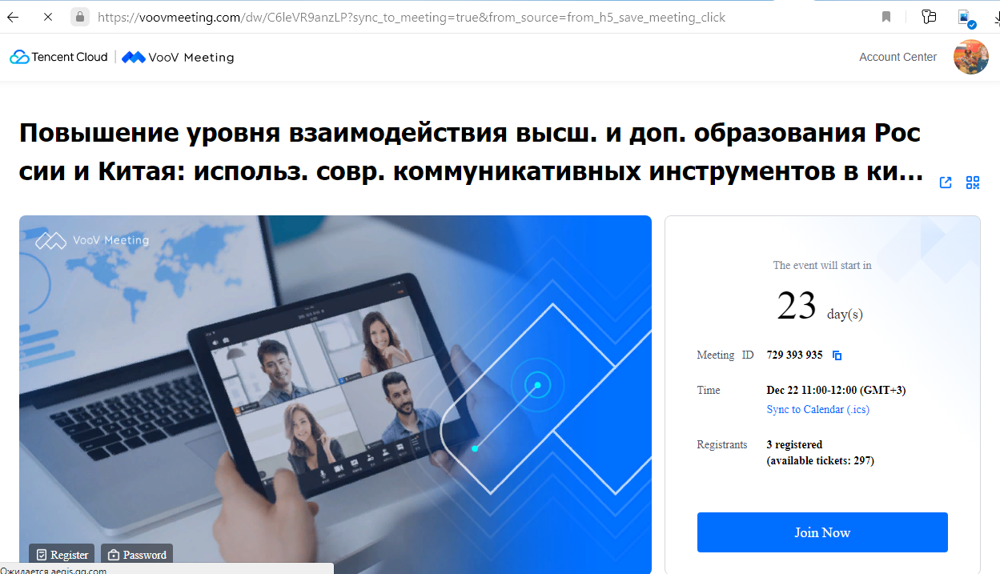 https://voovmeeting.com/dw/C6leVR9anzLP?sync_to_meeting=true&from_source=from_h5_save_meeting_click
Tencent Cloud | VooV Meeting
Account Center
Повышение уровня взаимодействия высш. и доп. образования Рос
сии и Китая: использ. совр. коммуникативных инструментов в ки...
VooV Meeting
The event will start in
23 day(s)
Meeting ID 729 393 935
Time Dec 22 11:00-12:00 (GMT+3)
Sync to Calendar (.ics)
Registrants 3 registered
(available tickets: 297)
Join Now
Register Password
Ожидается aegis.qq.com